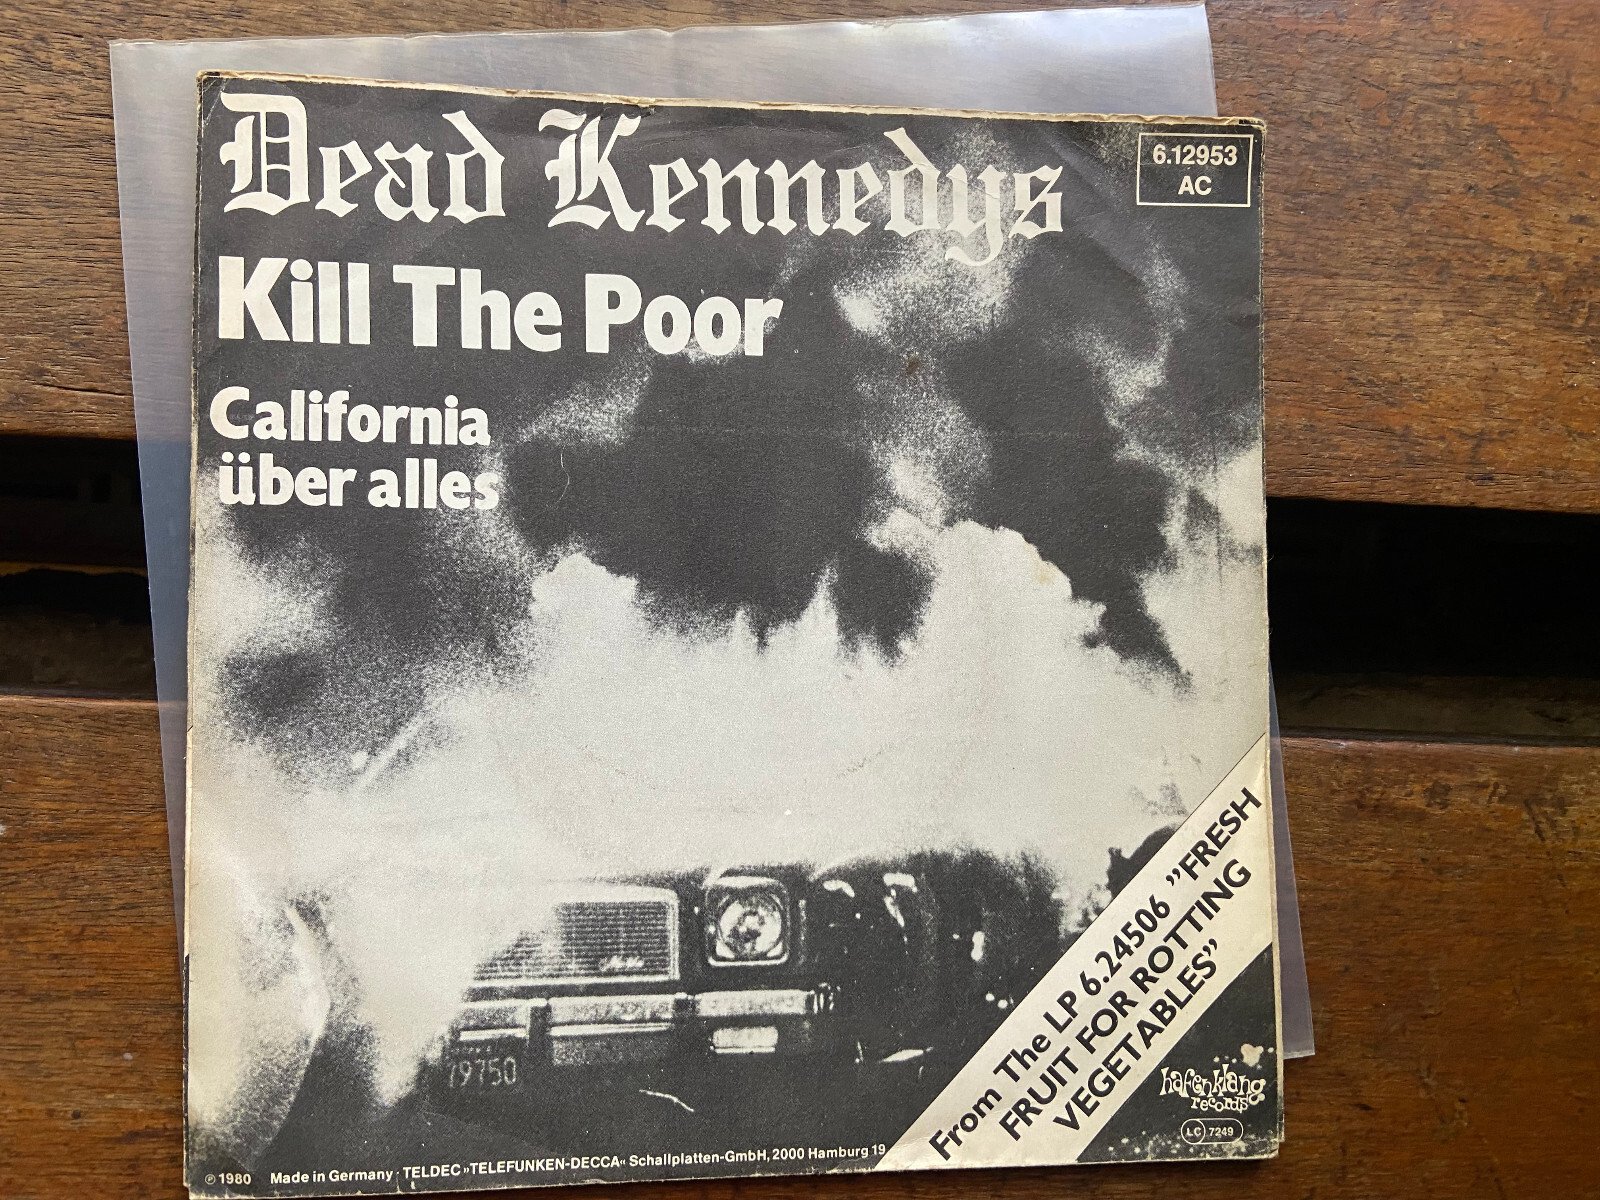 Dead Kennedys
6.12953
AC
Kill The Poor
California
über alles
From The LP 6.24506 ”FRESH
FRUIT FOR ROTTING
VEGETABLES”
79750
hafenklang
records
LC 7249
℗ 1980 Made in Germany · TELDEC »TELEFUNKEN-DECCA« Schallplatten-GmbH, 2000 Hamburg 19